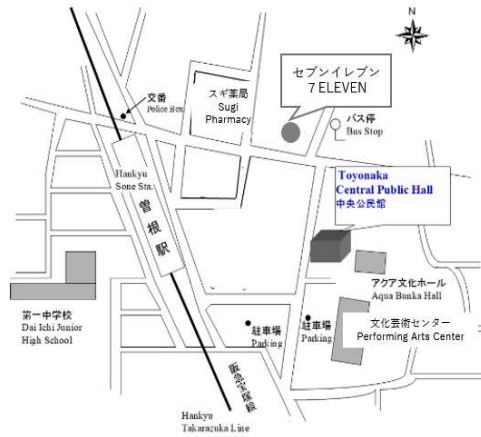 N
セブンイレブン
7 ELEVEN
交番
Police Box
スギ薬局
Sugi
Pharmacy
バス停
Bus Stop
Toyonaka
Central Public Hall
中央公民館
Hankyu
Sone Sta.
曽根駅
アクア文化ホール
Aqua Bunka Hall
第一中学校
Dai Ichi Junior
High School
駐車場
Parking
駐車場
Parking
文化芸術センター
Performing Arts Center
阪急宝塚線
Hankyu
Takarazuka Line